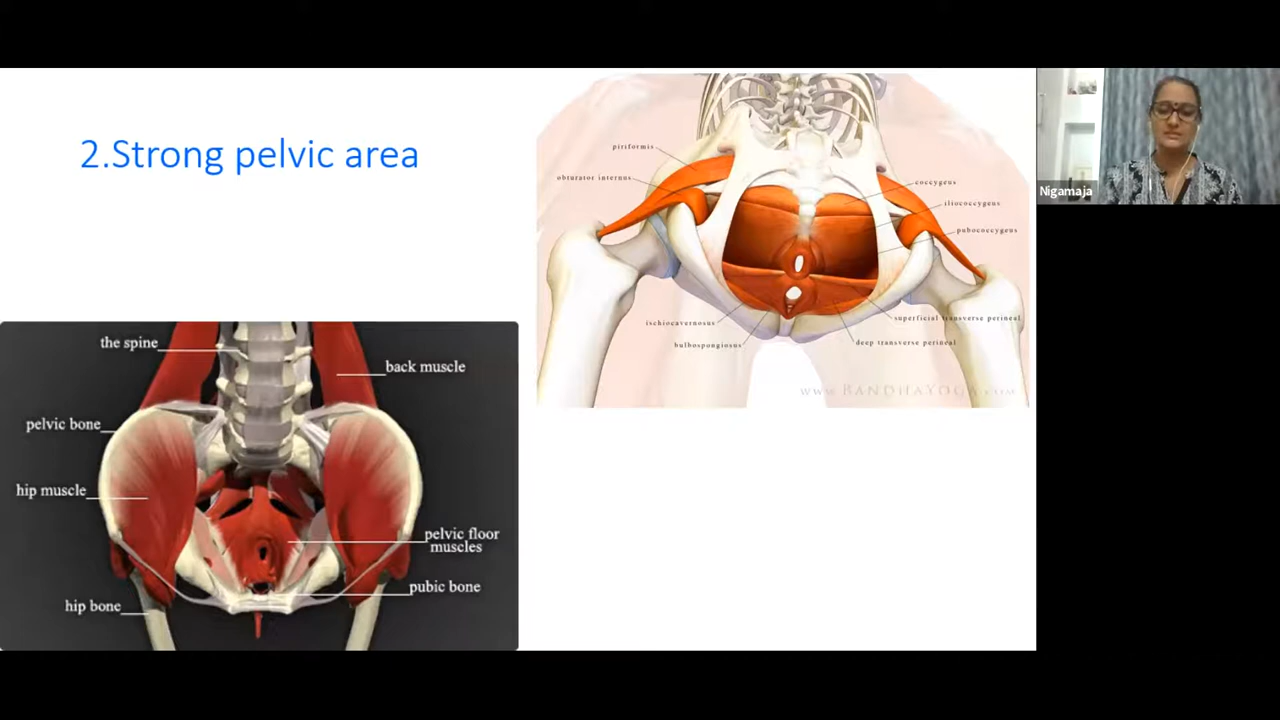 2.Strong pelvic area
piriformis
obturator internus
coccygeus
iliococcygeus
pubococcygeus
ischiocavernosus
bulbospongiosus
superficial transverse perineal
deep transverse perineal
www.BandhaYoga.com
Nigamaja
the spine
back muscle
pelvic bone
hip muscle
pelvic floor
muscles
pubic bone
hip bone